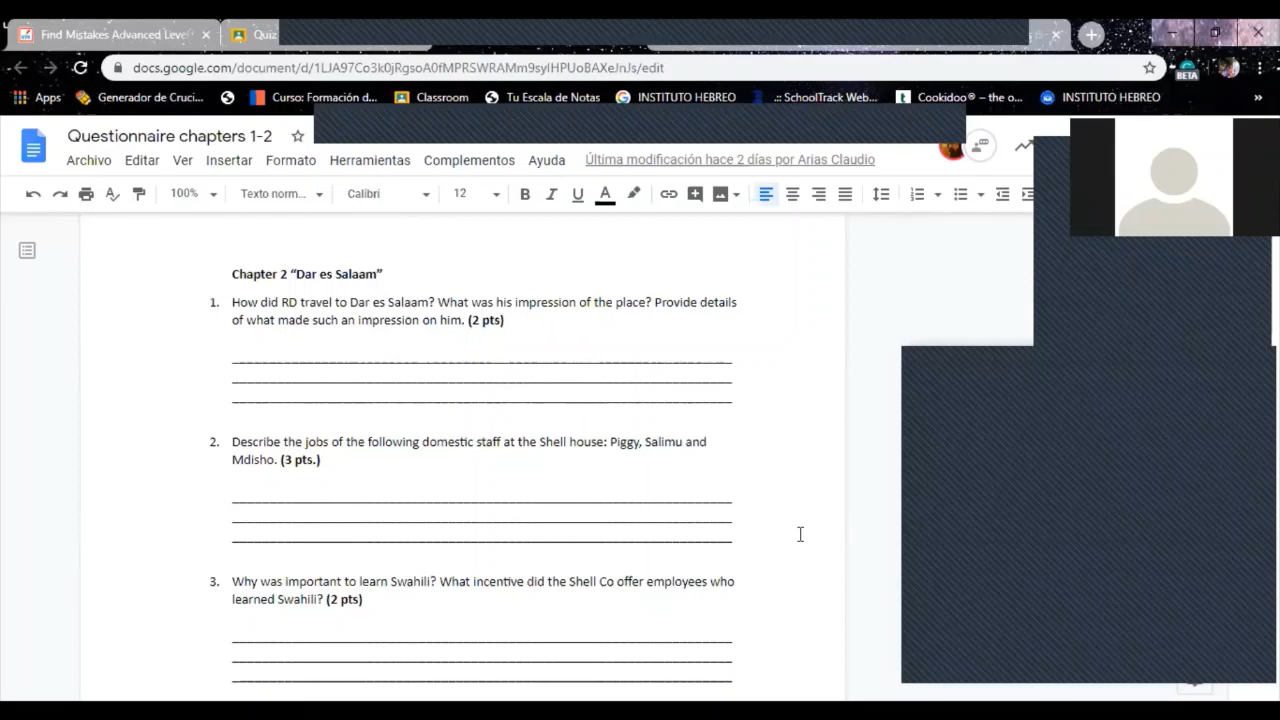 Find Mistakes Advanced Leve
Quiz
docs.google.com/document/d/1LJA97Co3k0jRgsoA0fMPRSWRAMm9sylHPUoBAXeJnJs/edit
BETA
Apps
Generador de Cruci...
Curso: Formación d...
Classroom
Tu Escala de Notas
INSTITUTO HEBREO
.:: SchoolTrack Web...
Cookidoo® – the o...
INSTITUTO HEBREO
»
Questionnaire chapters 1-2
Archivo Editar Ver Insertar Formato Herramientas Complementos Ayuda Última modificación hace 2 días por Arias Claudio
100% Texto norm... Calibri 12 B I U A
Chapter 2 “Dar es Salaam”
1. How did RD travel to Dar es Salaam? What was his impression of the place? Provide details
of what made such an impression on him. (2 pts)
2. Describe the jobs of the following domestic staff at the Shell house: Piggy, Salimu and
Mdisho. (3 pts.)
3. Why was important to learn Swahili? What incentive did the Shell Co offer employees who
learned Swahili? (2 pts)